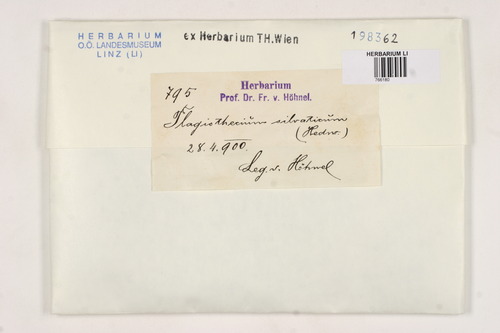 HERBARIUM
O.Ö. LANDESMUSEUM
LINZ (LI)
ex Herbarium TH.Wien
198362
HERBARIUM LI
766180
795
Herbarium
Prof. Dr. Fr. v. Höhnel.
Plagiothecium silvaticum
(Hedw.)
28.4.900.
Leg. v. Höhnel